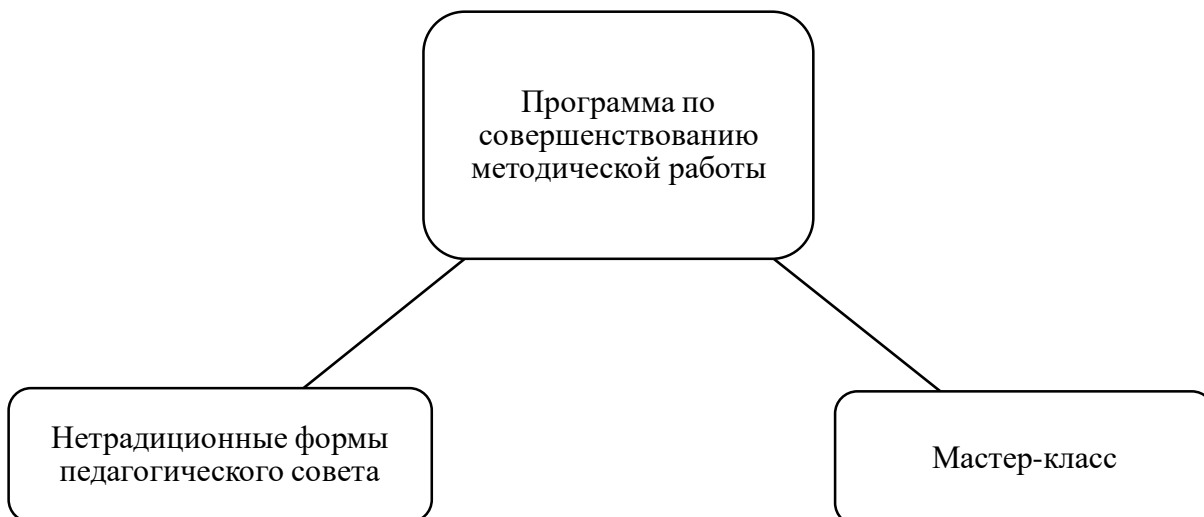 Программа по
совершенствованию
методической работы
Нетрадиционные формы
педагогического совета
Мастер-класс